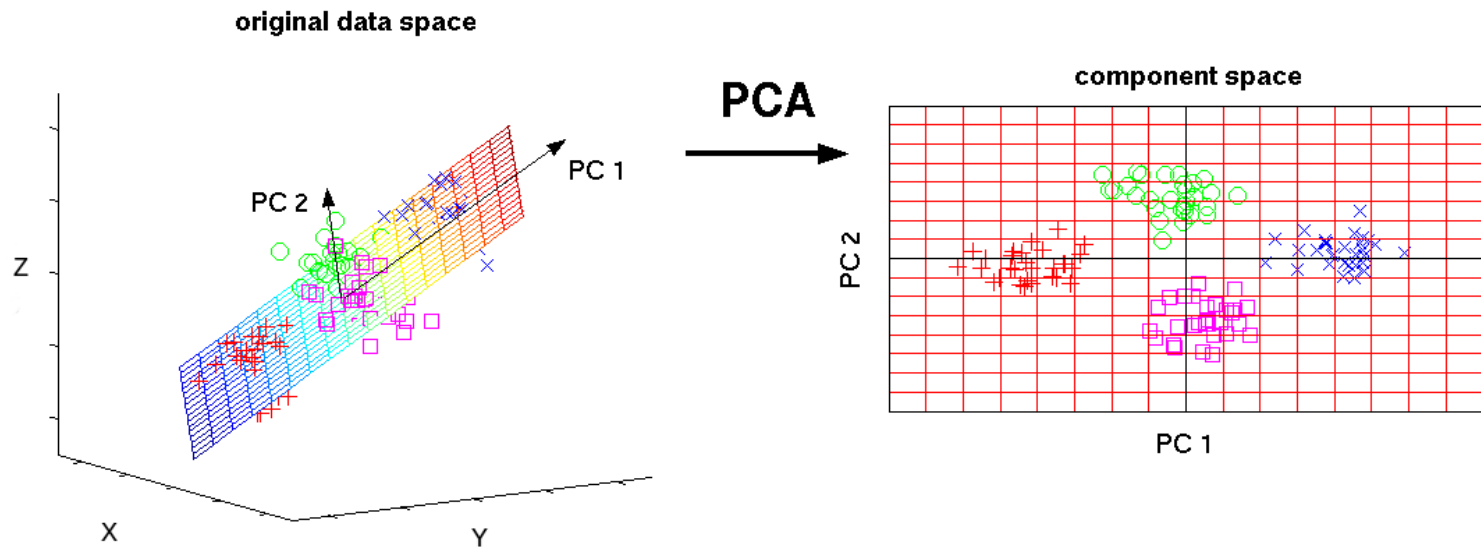 original data space
Z
X
Y
PC 2
PC 1
PCA
component space
PC 2
PC 1